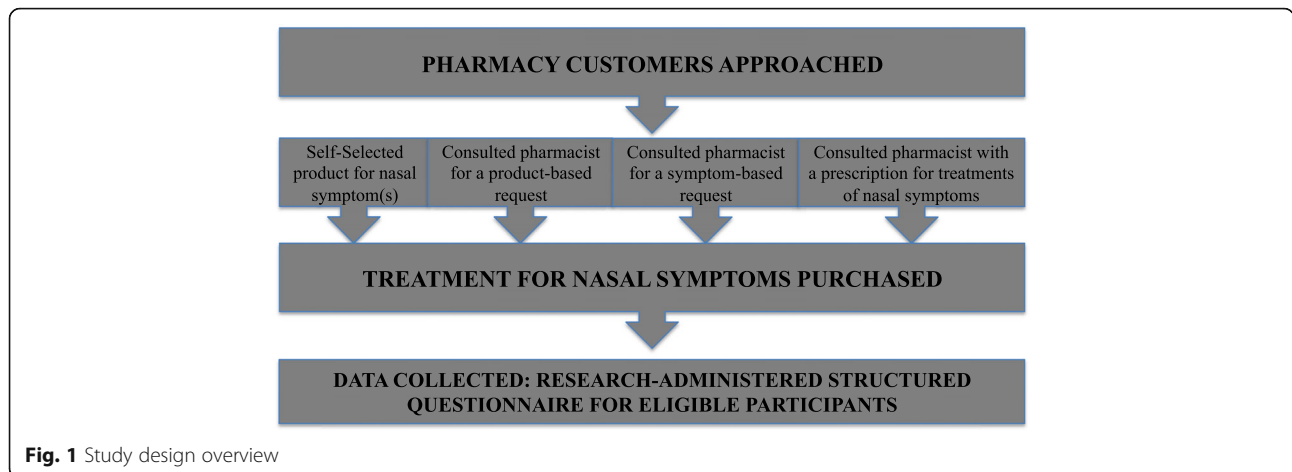 PHARMACY CUSTOMERS APPROACHED
Self-Selected
product for nasal
symptom(s)
Consulted pharmacist
for a product-based
request
Consulted pharmacist
for a symptom-based
request
Consulted pharmacist with
a prescription for treatments
of nasal symptoms
TREATMENT FOR NASAL SYMPTOMS PURCHASED
DATA COLLECTED: RESEARCH-ADMINISTERED STRUCTURED
QUESTIONNAIRE FOR ELIGIBLE PARTICIPANTS
Fig. 1 Study design overview